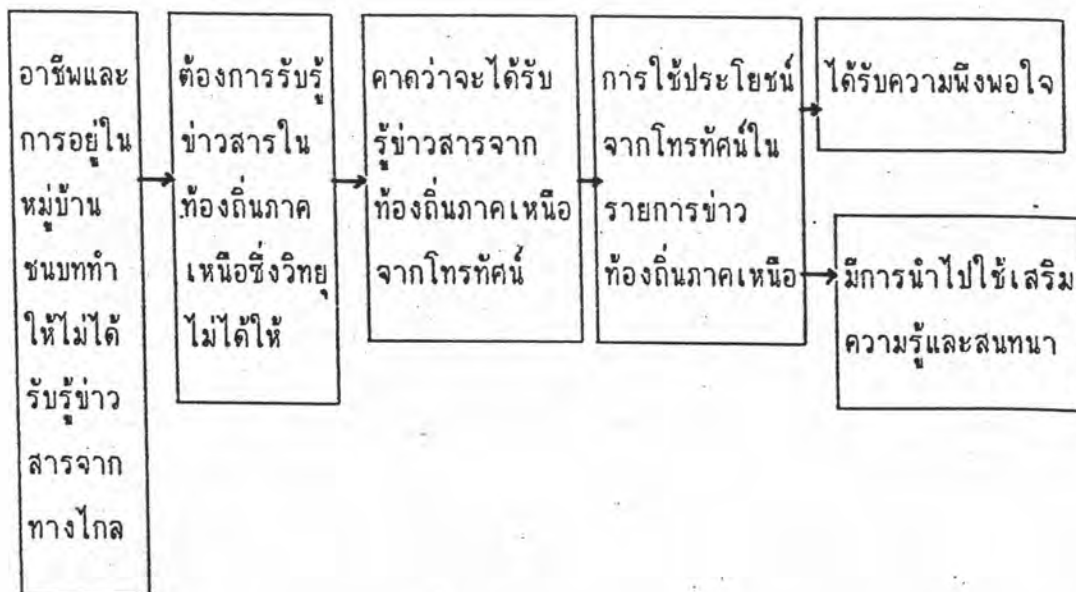 อาชีพและ
การอยู่ใน
หมู่บ้าน
ชนบททำ
ให้ไม่ได้
รับรู้ข่าว
สารจาก
ทางไกล
ต้องการรับรู้
ข่าวสารใน
ท้องถิ่นภาค
เหนือซึ่งวิทยุ
ไม่ได้ให้
คาดว่าจะได้รับ
รู้ข่าวสารจาก
ท้องถิ่นภาคเหนือ
จากโทรทัศน์
การใช้ประโยชน์
จากโทรทัศน์ใน
รายการข่าว
ท้องถิ่นภาคเหนือ
ได้รับความพึงพอใจ
มีการนำไปใช้เสริม
ความรู้และสนทนา